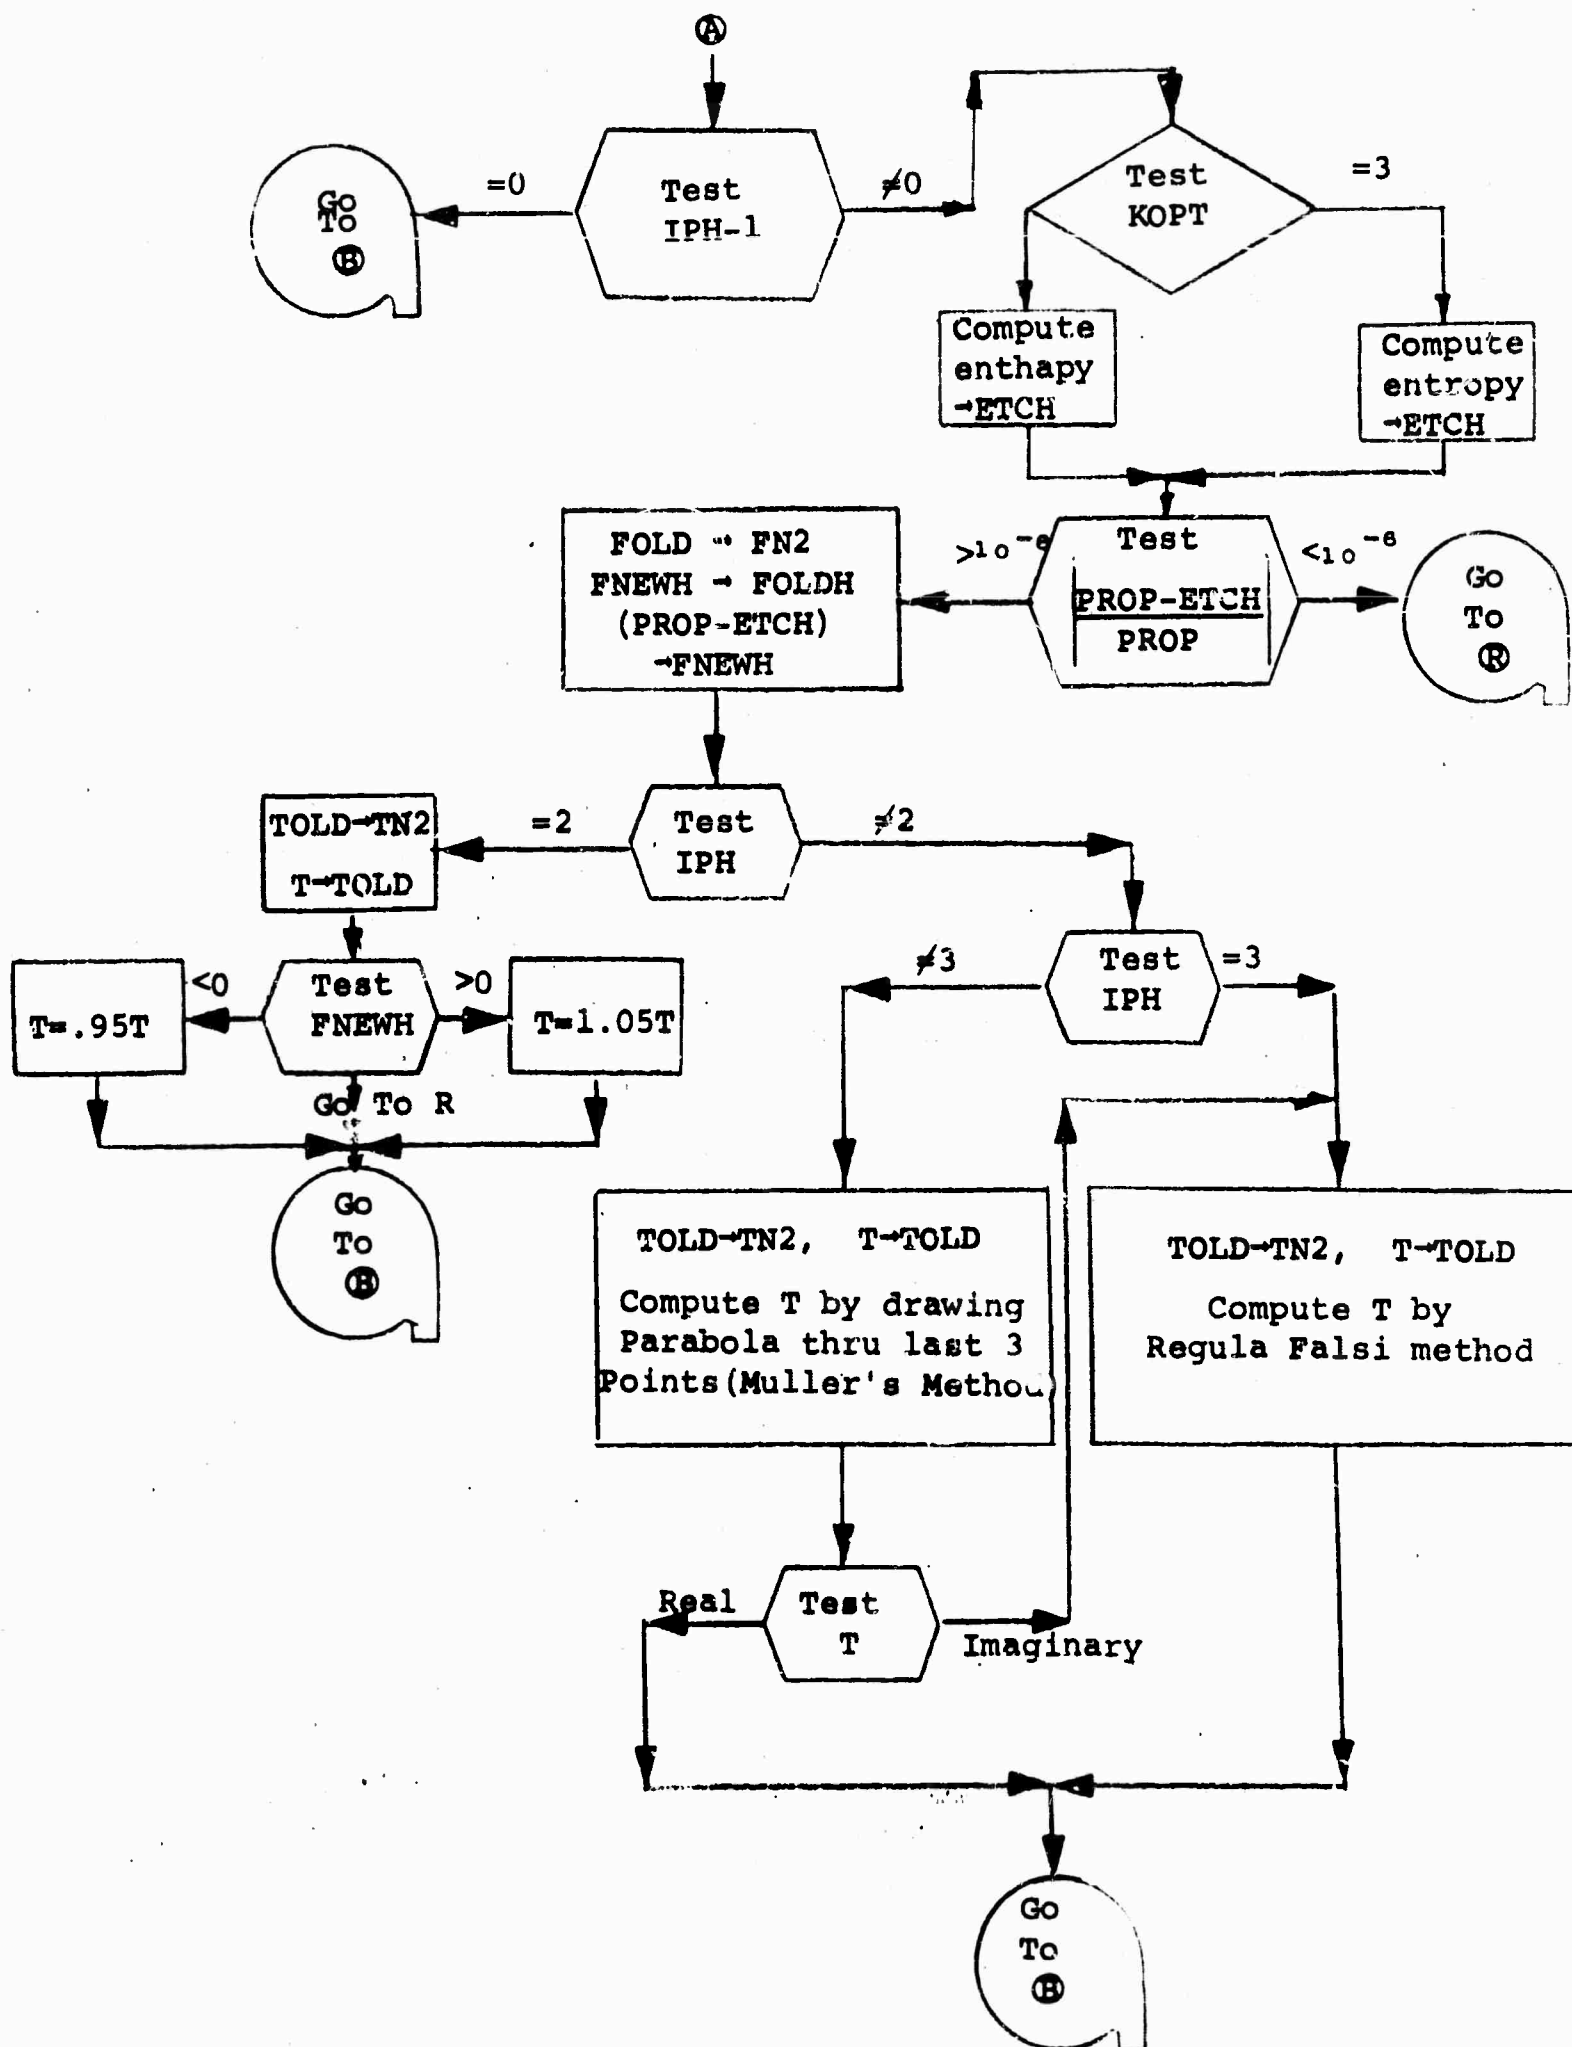 A
Test
IPH-1
=0
≠0
Go
To
B
Test
KOPT
=3
Compute
enthapy
→ETCH
Compute
entropy
→ETCH
Test
|PROP-ETCH|
PROP
<10⁻⁶
Go
To
R
FOLD → FN2
FNEWH → FOLDH
(PROP-ETCH)
→FNEWH
Test
IPH
=2
≠2
TOLD→TN2
T→TOLD
Test
FNEWH
<0
>0
T=.95T
T=1.05T
Go To R
Go
To
B
Test
IPH
≠3
=3
TOLD→TN2, T→TOLD
Compute T by drawing
Parabola thru last 3
Points(Muller's Method)
TOLD→TN2, T→TOLD
Compute T by
Regula Falsi method
Test
T
Real
Imaginary
Go
To
B